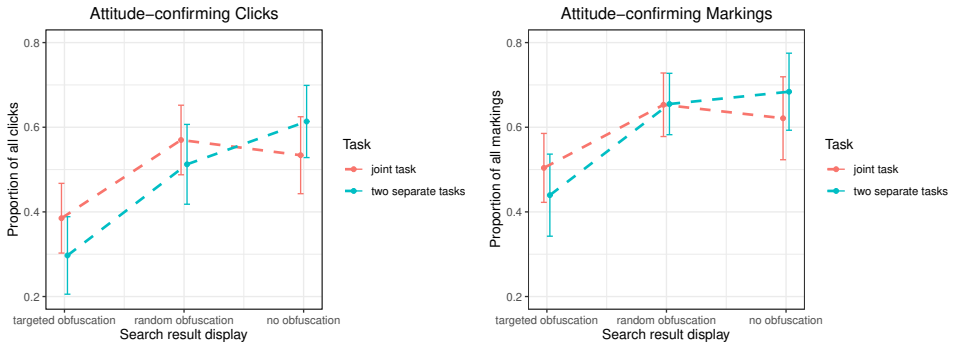 Attitude−confirming Clicks
Proportion of all clicks
0.8
0.6
0.4
0.2
targeted obfuscation
random obfuscation
no obfuscation
Search result display
Task
joint task
two separate tasks
Attitude−confirming Markings
Proportion of all markings
0.8
0.6
0.4
0.2
targeted obfuscation
random obfuscation
no obfuscation
Search result display
Task
joint task
two separate tasks